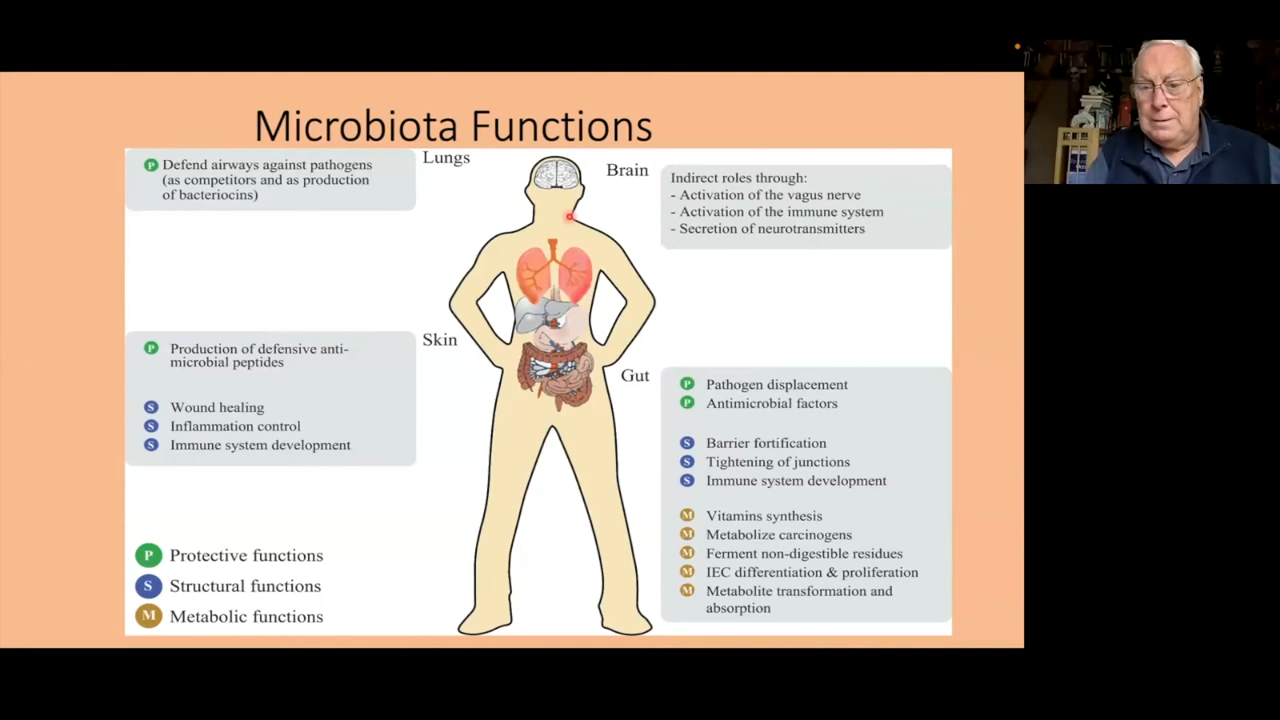 Microbiota Functions
P Defend airways against pathogens
(as competitors and as production
of bacteriocins)
Lungs
Brain
Indirect roles through:
- Activation of the vagus nerve
- Activation of the immune system
- Secretion of neurotransmitters
Skin
P Production of defensive anti-
microbial peptides
S Wound healing
S Inflammation control
S Immune system development
Gut
P Pathogen displacement
P Antimicrobial factors
S Barrier fortification
S Tightening of junctions
S Immune system development
M Vitamins synthesis
M Metabolize carcinogens
M Ferment non-digestible residues
M IEC differentiation & proliferation
M Metabolite transformation and
absorption
P Protective functions
S Structural functions
M Metabolic functions